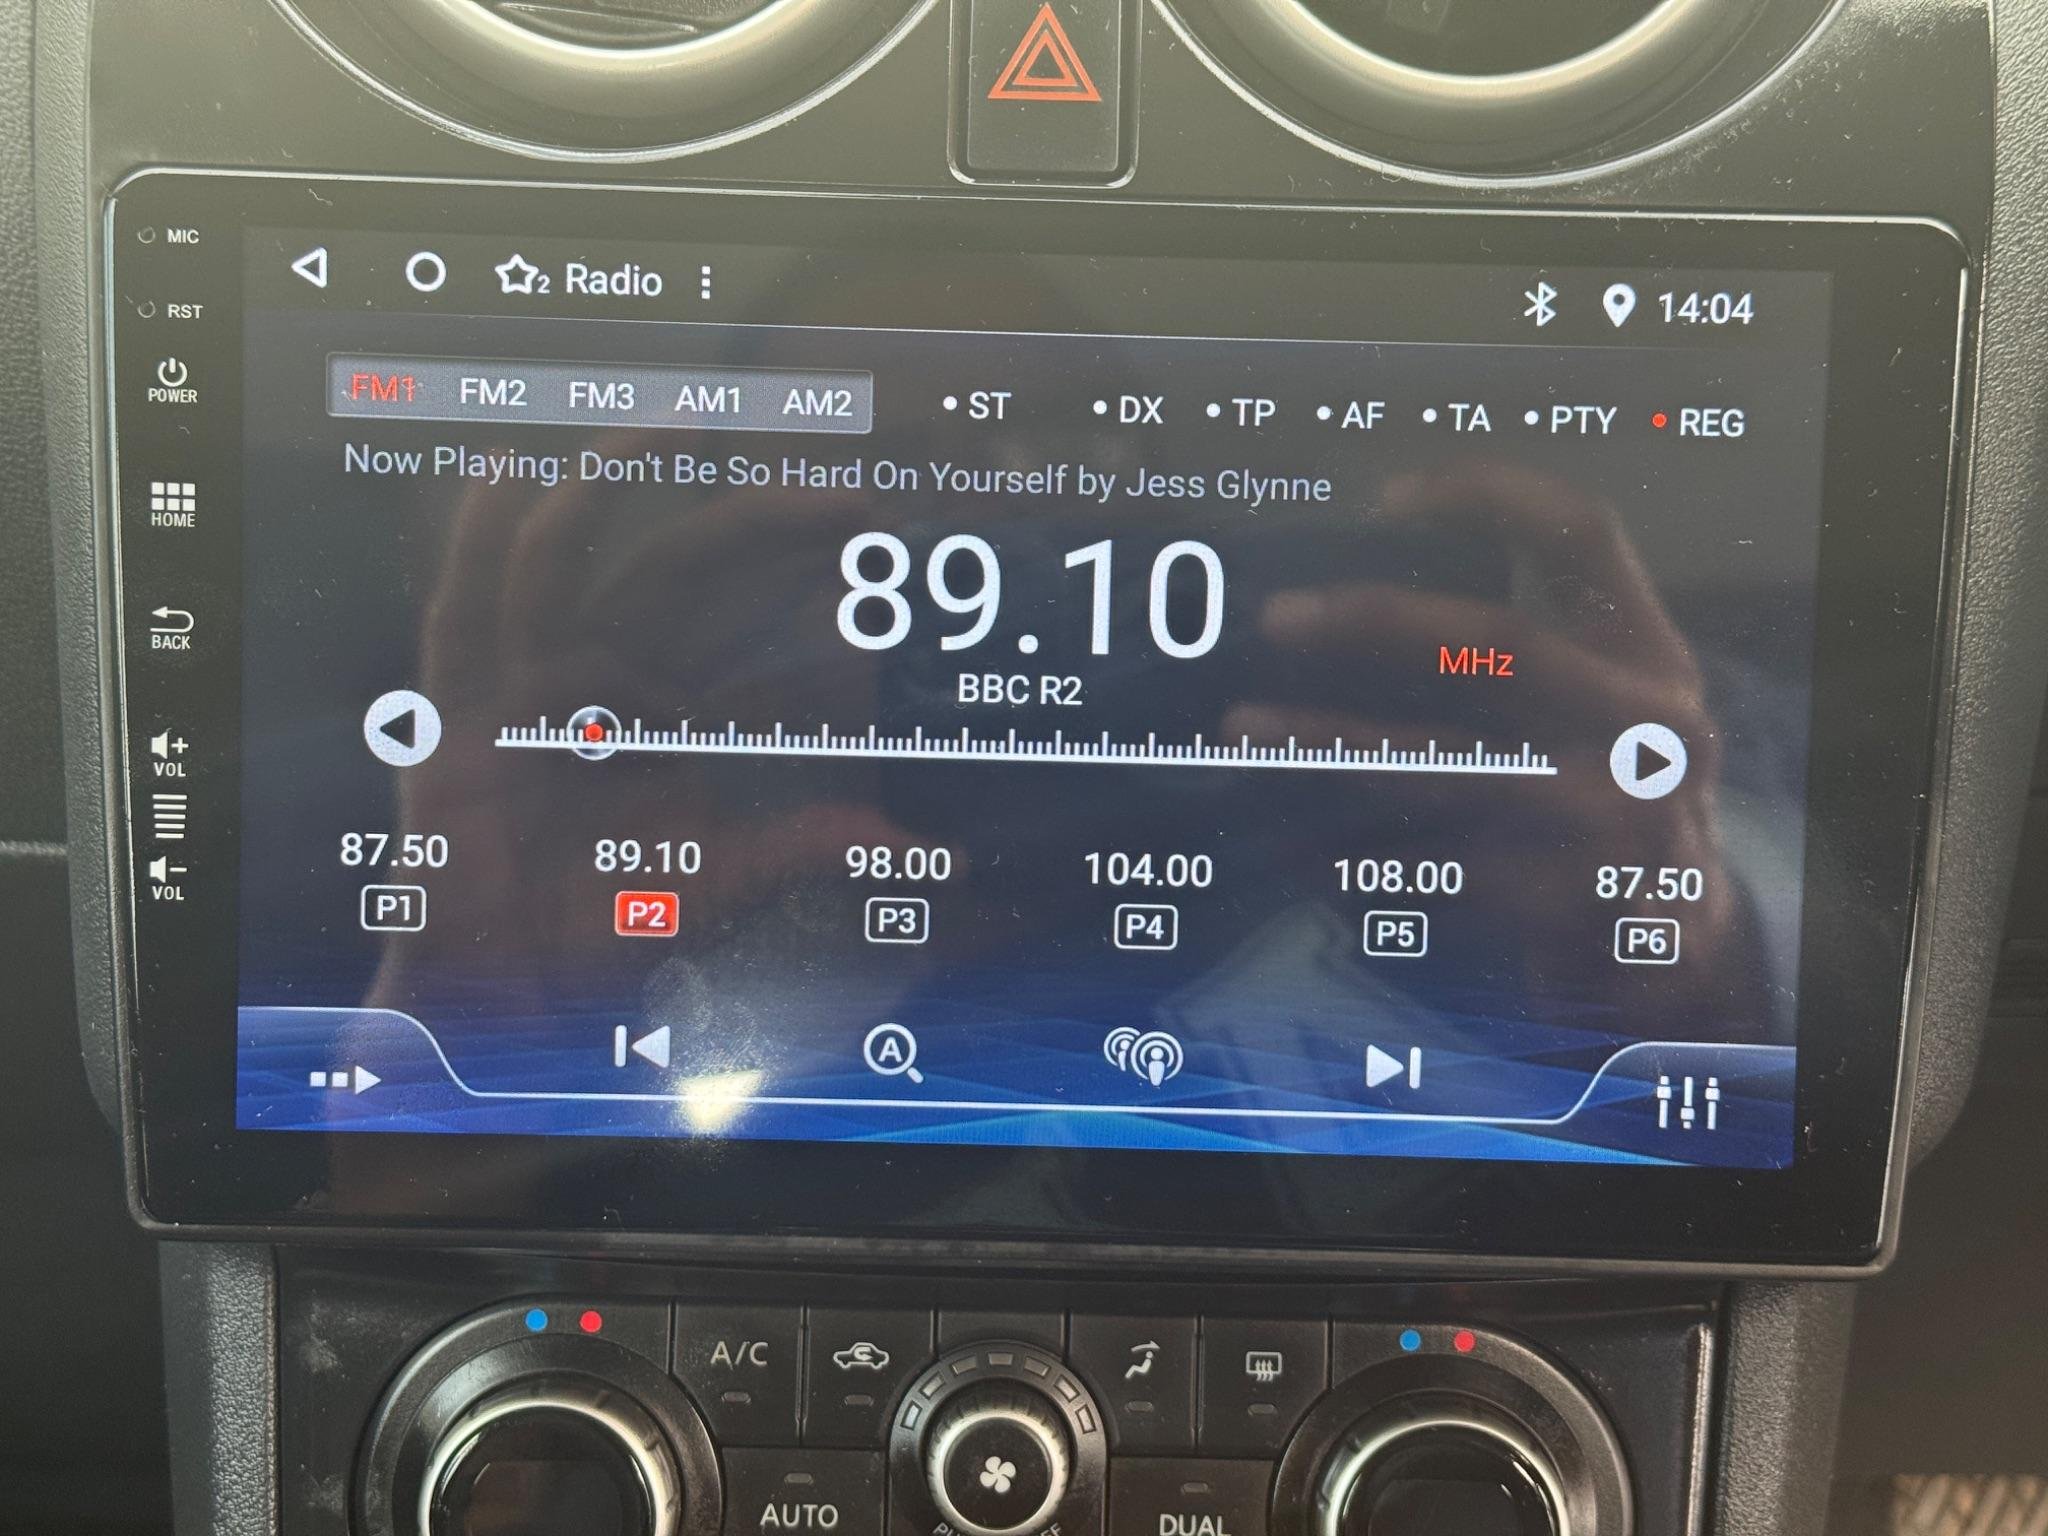 MIC
RST
POWER
HOME
BACK
VOL
VOL
2 Radio 14:04
FM1 FM2 FM3 AM1 AM2 • ST • DX • TP • AF • TA • PTY • REG
Now Playing: Don't Be So Hard On Yourself by Jess Glynne
89.10 MHz
BBC R2
87.50 89.10 98.00 104.00 108.00 87.50
P1 P2 P3 P4 P5 P6
A
A/C
AUTO DUAL